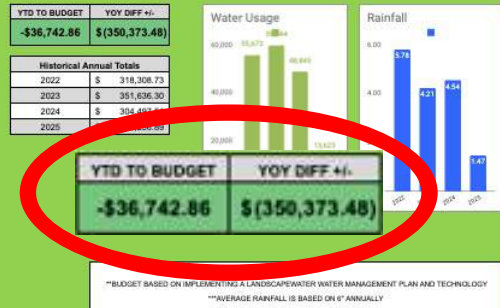 YTD TO BUDGET YOY DIFF +/-
-$36,742.86 $(350,373.48)
Historical Annual Totals
2022 $ 318,308.73
2023 $ 351,636.30
2024 $
2025 $
Water Usage
60,000
55,673
48,845
40,000
20,000
13,623
Rainfall
6.00
5.78
4.54
4.21
4.00
1.47
2022 2023 2024 2025
YTD TO BUDGET YOY DIFF +/-
-$36,742.86 $(350,373.48)
**BUDGET BASED ON IMPLEMENTING A LANDSCAPEWATER WATER MANAGEMENT PLAN AND TECHNOLOGY
***AVERAGE RAINFALL IS BASED ON 6" ANNUALLY